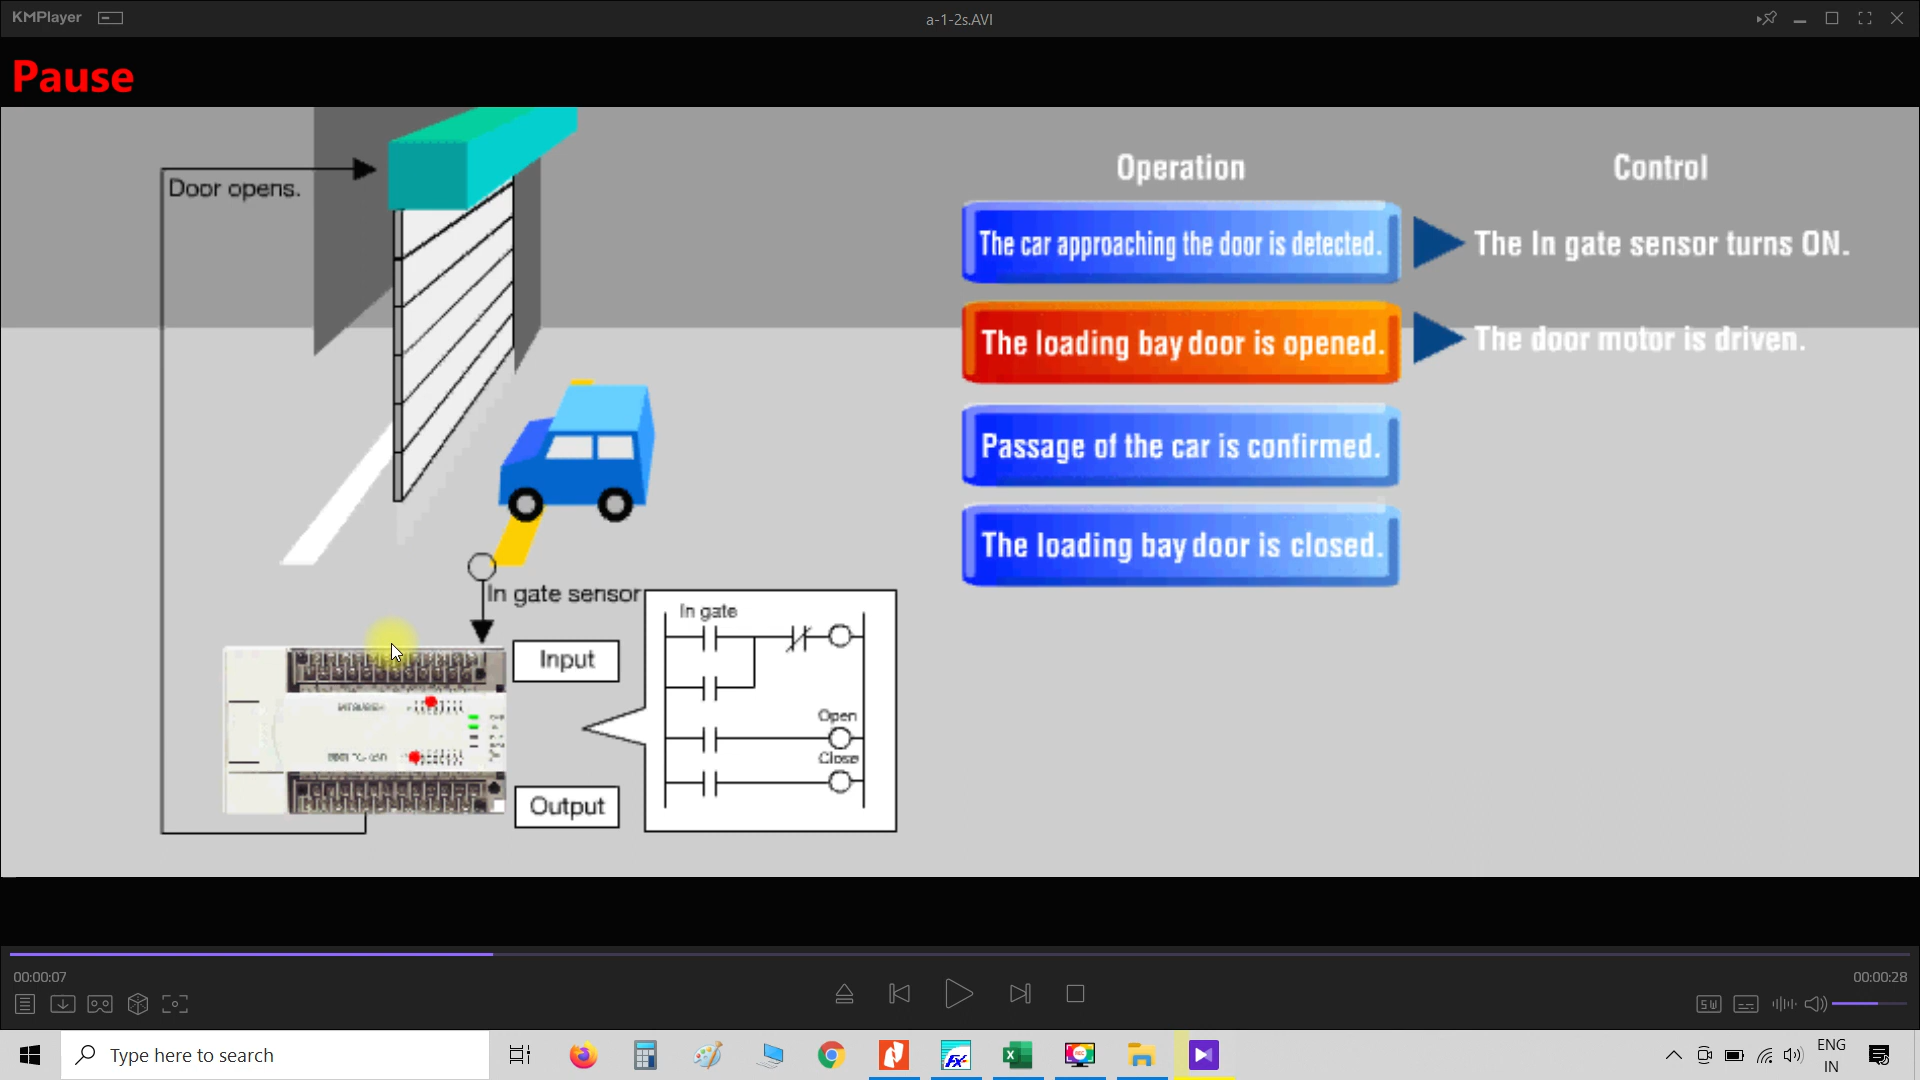 KMPlayer
a-1-2s.AVI
Pause
Door opens.
Operation
Control
The car approaching the door is detected.
The In gate sensor turns ON.
The loading bay door is opened.
The door motor is driven.
Passage of the car is confirmed.
The loading bay door is closed.
In gate sensor
In gate
Input
Open
Close
Output
00:00:07
00:00:28
SW
Type here to search
FX
ENG
IN